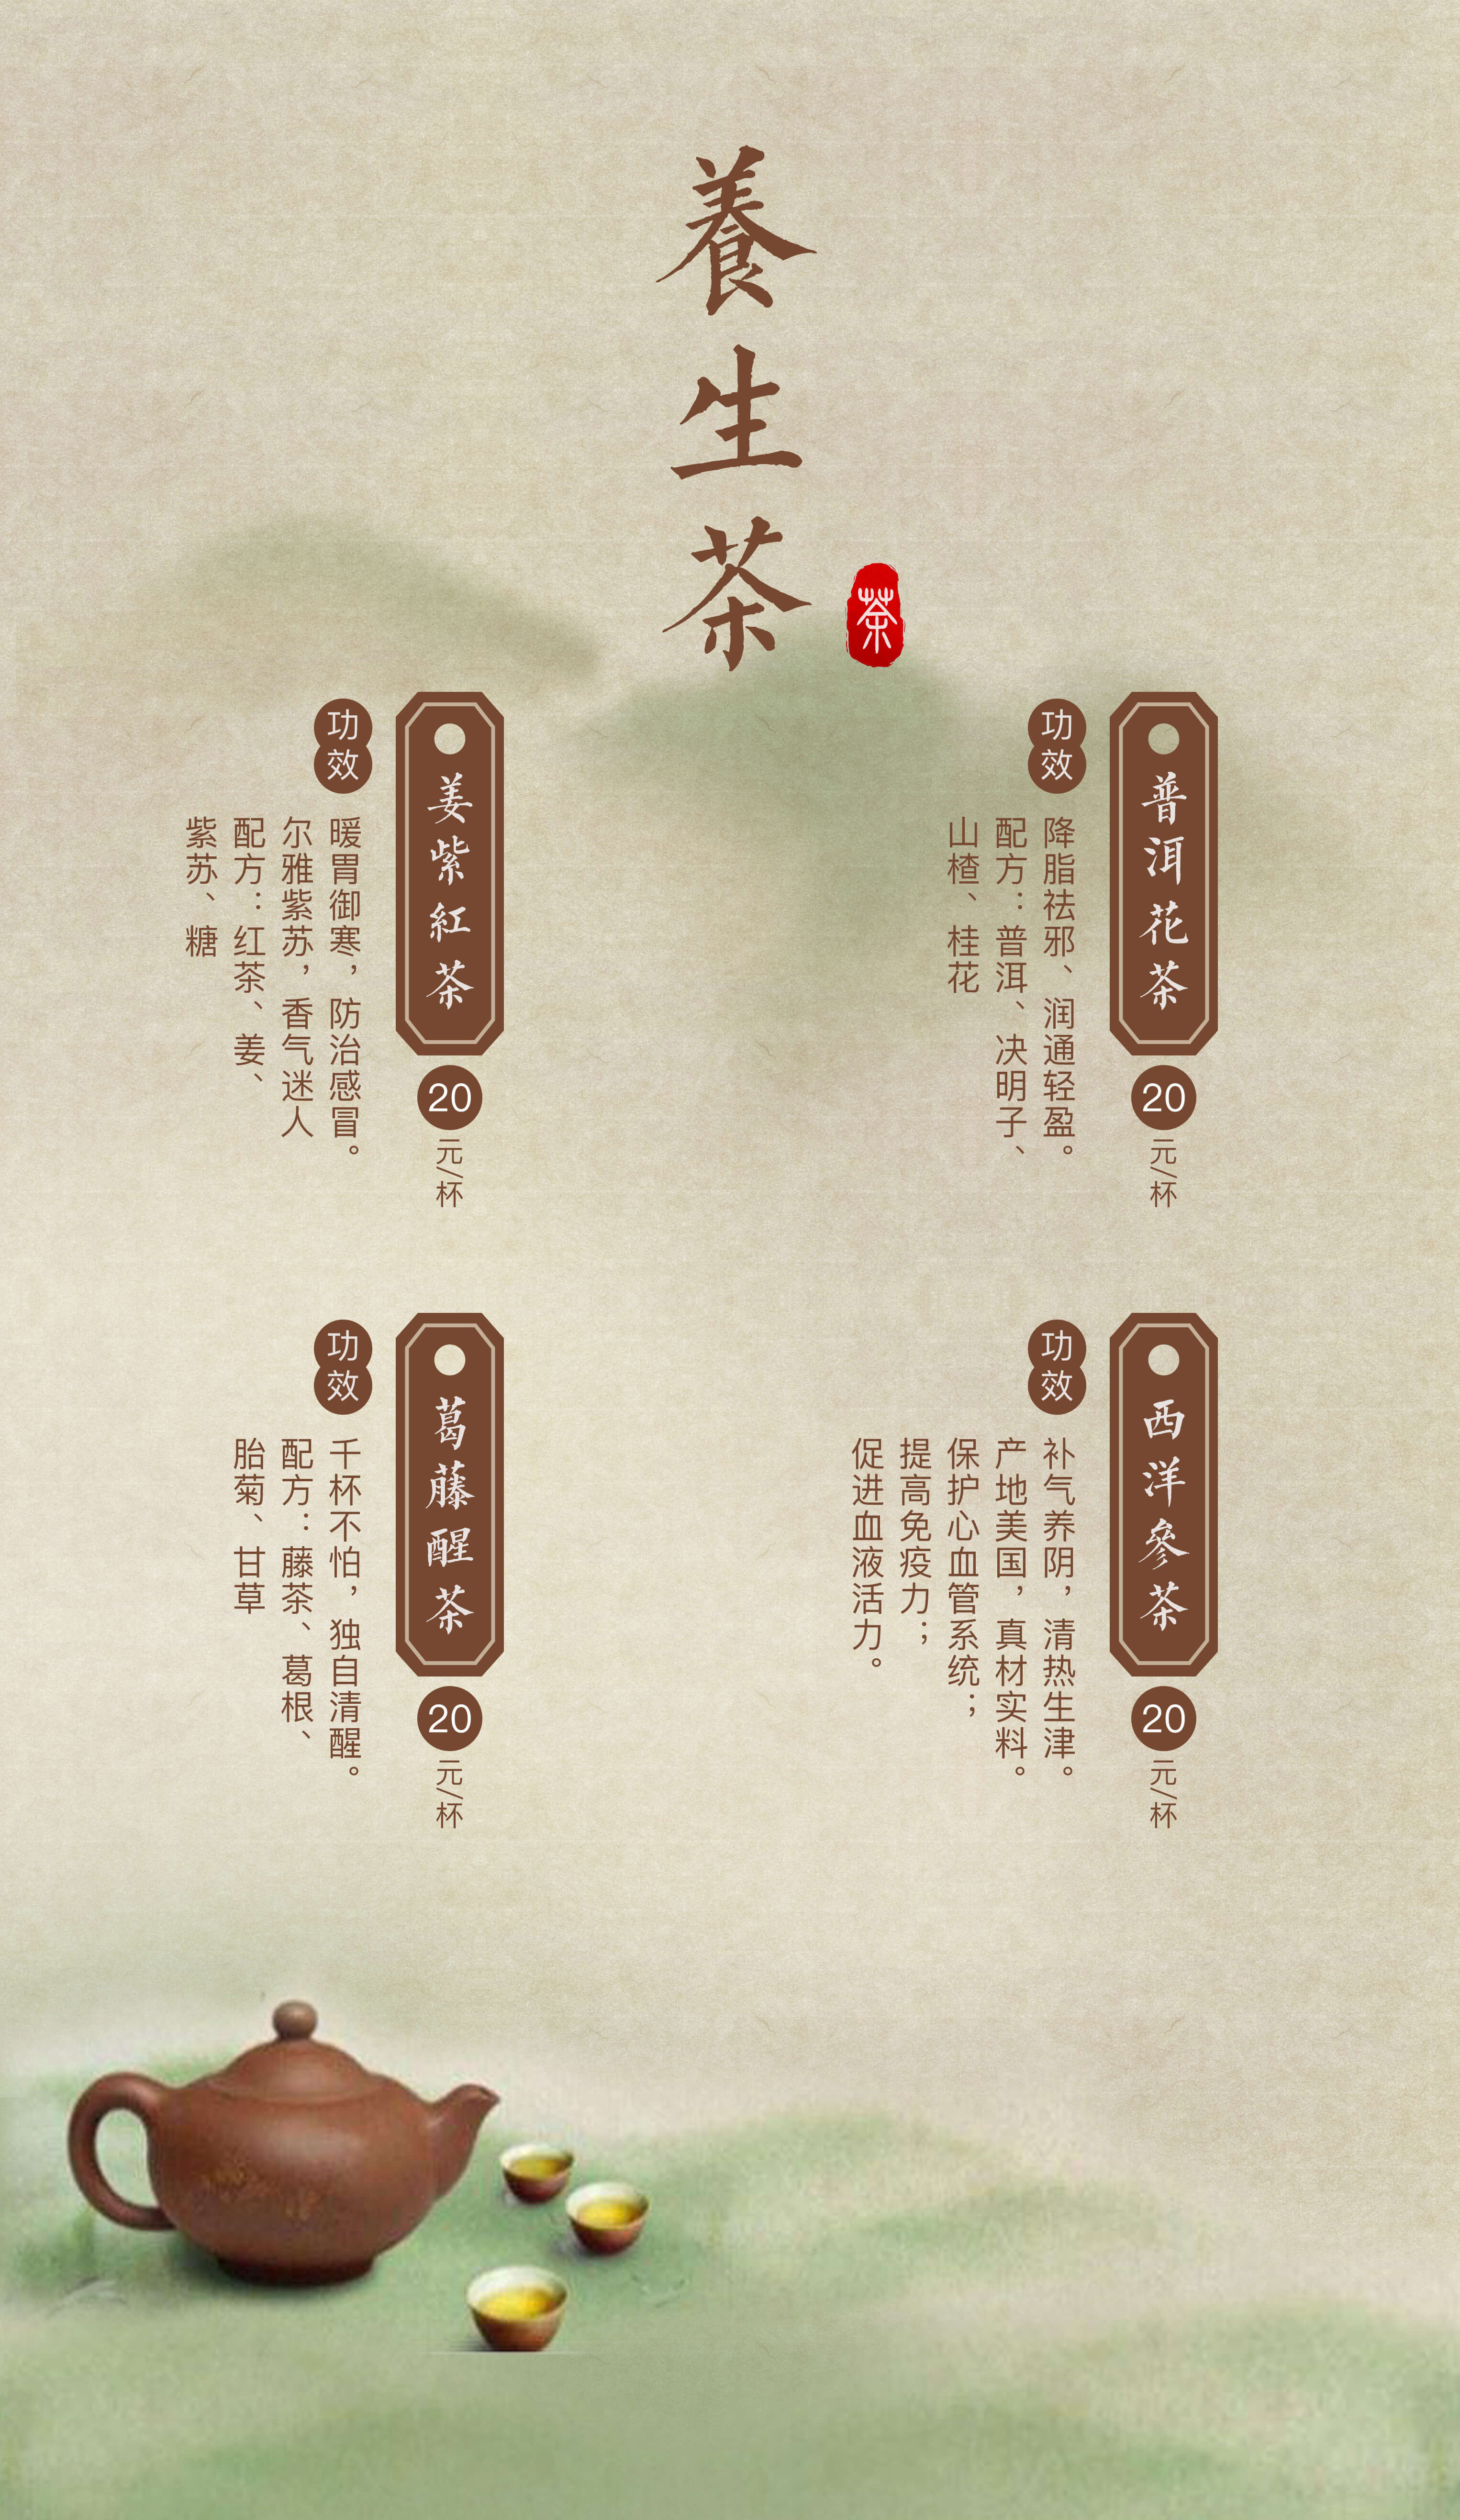 養生茶
茶
普洱花茶
20
元/杯
功效
降脂祛邪、润通轻盈。
配方：普洱、决明子、
山楂、桂花
姜紫紅茶
20
元/杯
功效
暖胃御寒，防治感冒。
尔雅紫苏，香气迷人
配方：红茶、姜、
紫苏、糖
西洋參茶
20
元/杯
功效
补气养阴，清热生津。
产地美国，真材实料。
保护心血管系统；
提高免疫力；
促进血液活力。
葛藤醒茶
20
元/杯
功效
千杯不怕，独自清醒。
配方：藤茶、葛根、
胎菊、甘草